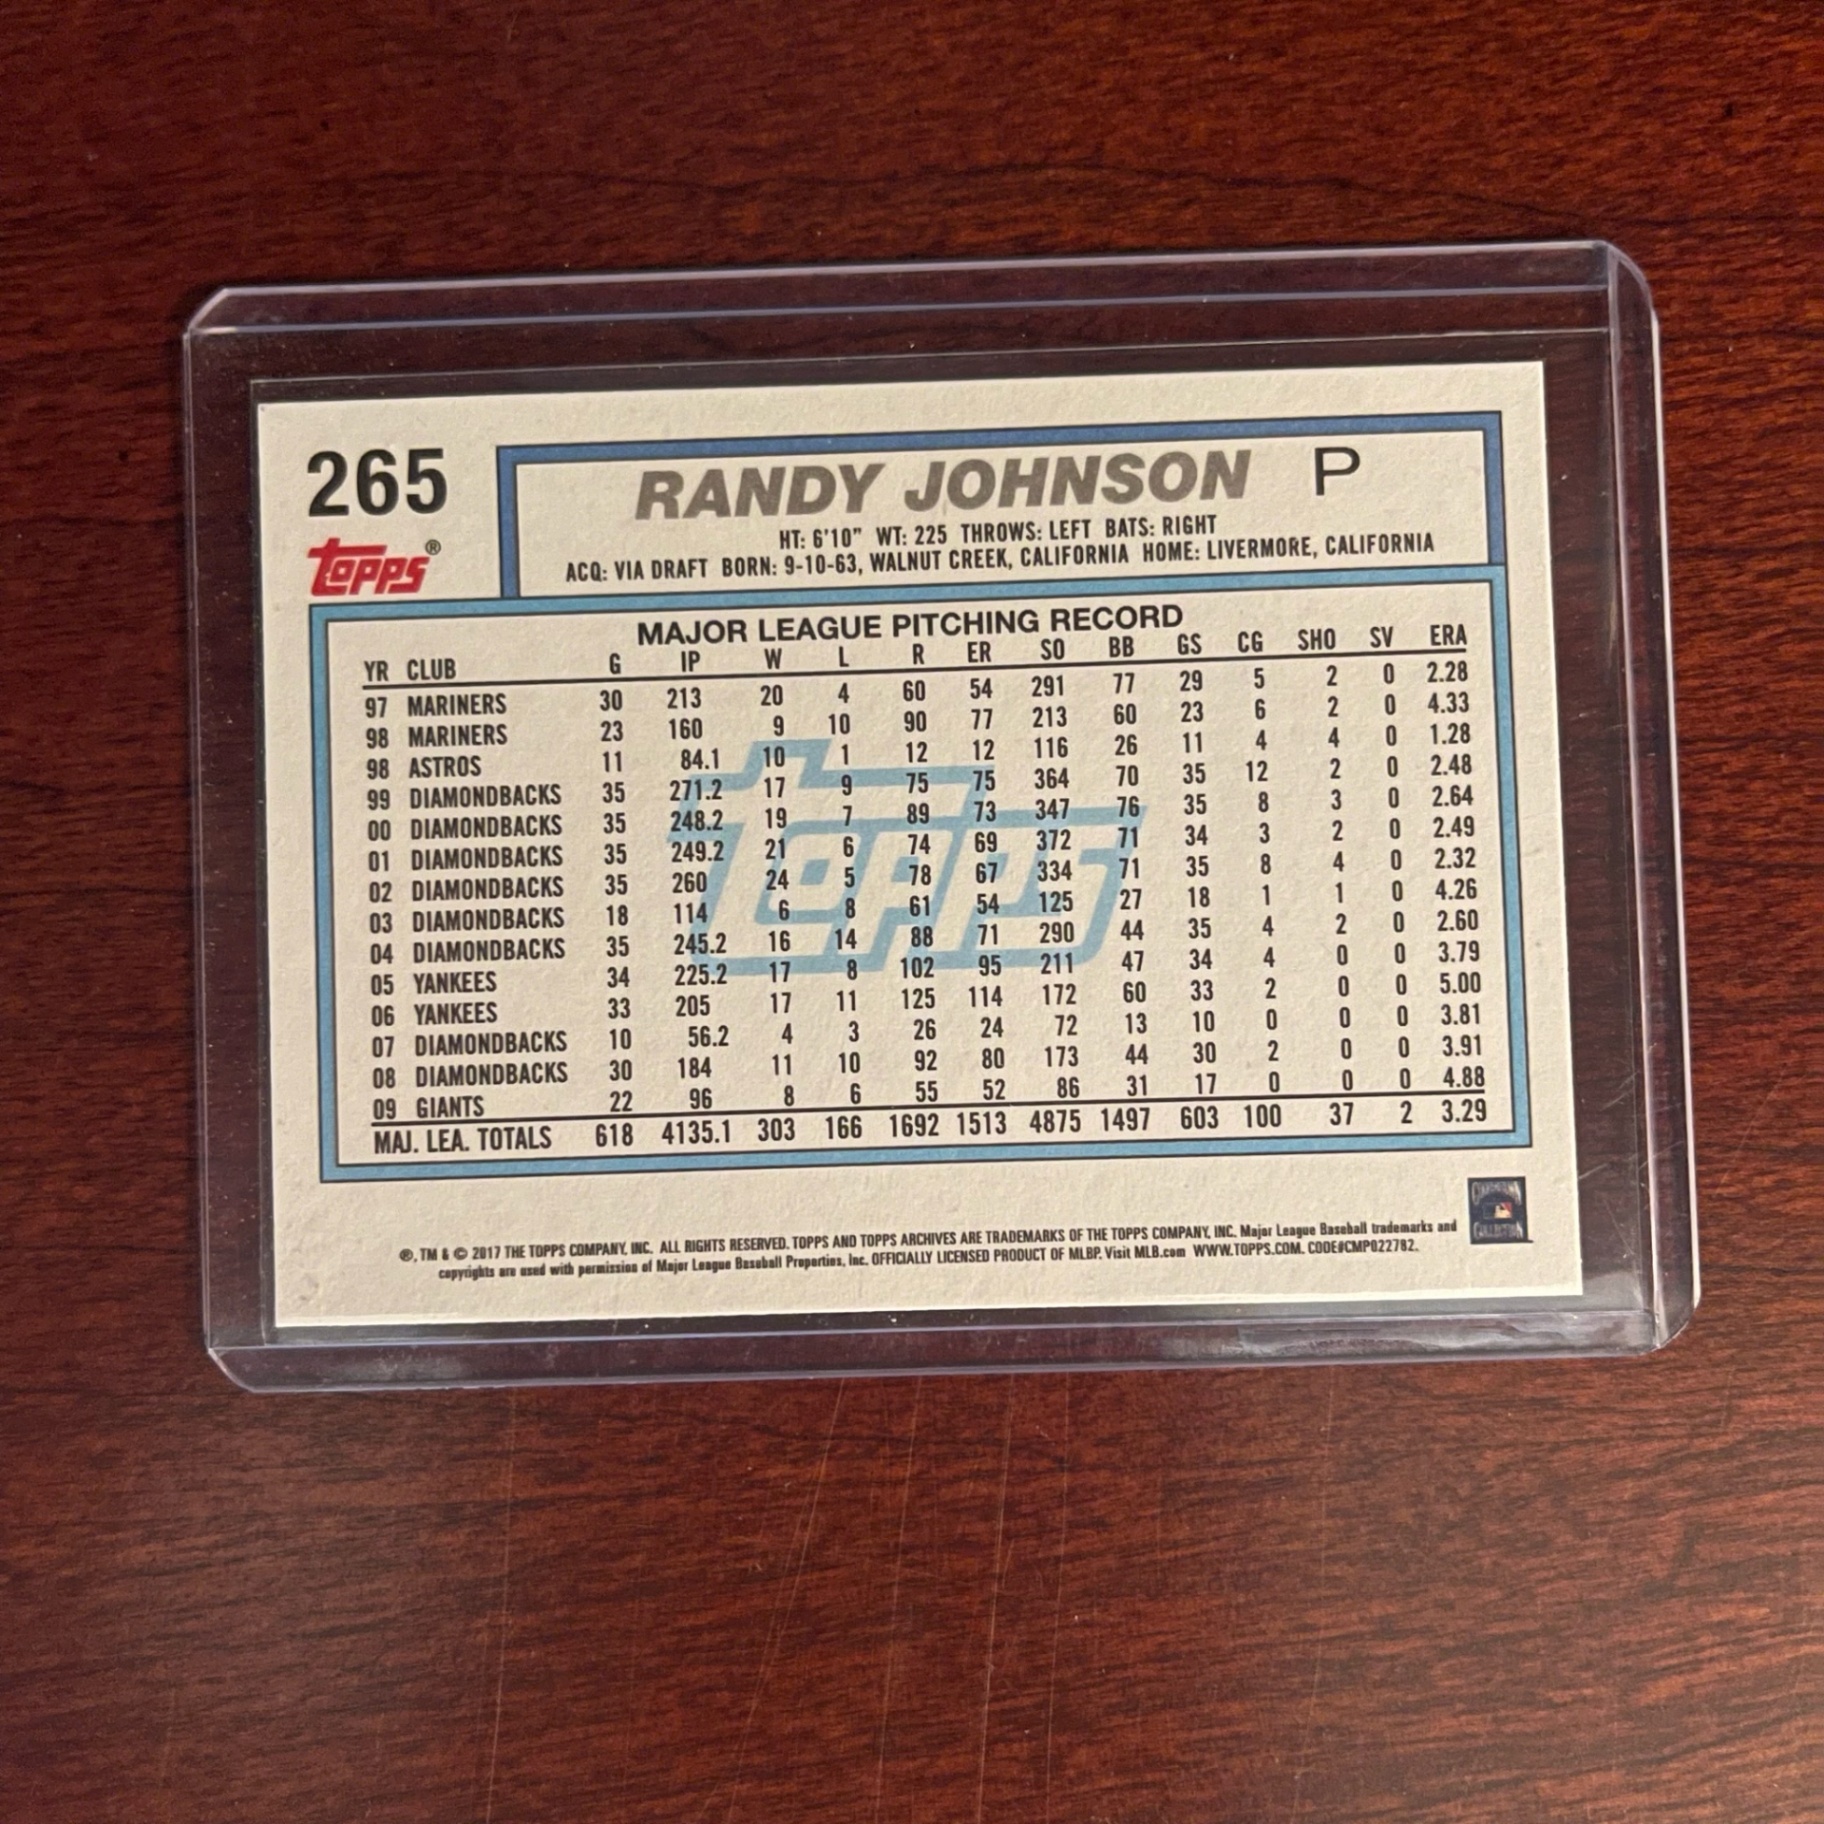 265
Topps®
RANDY JOHNSON P
HT: 6'10" WT: 225 THROWS: LEFT BATS: RIGHT
ACQ: VIA DRAFT BORN: 9-10-63, WALNUT CREEK, CALIFORNIA HOME: LIVERMORE, CALIFORNIA
MAJOR LEAGUE PITCHING RECORD
YR CLUB G IP W L R ER SO BB GS CG SHO SV ERA
97 MARINERS 30 213 20 4 60 54 291 77 29 5 2 0 2.28
98 MARINERS 23 160 9 10 90 77 213 60 23 6 2 0 4.33
98 ASTROS 11 84.1 10 1 12 12 116 26 11 4 4 0 1.28
99 DIAMONDBACKS 35 271.2 17 9 75 75 364 70 35 12 2 0 2.48
00 DIAMONDBACKS 35 248.2 19 7 89 73 347 76 35 8 3 0 2.64
01 DIAMONDBACKS 35 249.2 21 6 74 69 372 71 34 3 2 0 2.49
02 DIAMONDBACKS 35 260 24 5 78 67 334 71 35 8 4 0 2.32
03 DIAMONDBACKS 18 114 6 8 61 54 125 27 18 1 1 0 4.26
04 DIAMONDBACKS 35 245.2 16 14 88 71 290 44 35 4 2 0 2.60
05 YANKEES 34 225.2 17 8 102 95 211 47 34 4 0 0 3.79
06 YANKEES 33 205 17 11 125 114 172 60 33 2 0 0 5.00
07 DIAMONDBACKS 10 56.2 4 3 26 24 72 13 10 0 0 0 3.81
08 DIAMONDBACKS 30 184 11 10 92 80 173 44 30 2 0 0 3.91
09 GIANTS 22 96 8 6 55 52 86 31 17 0 0 0 4.88
MAJ. LEA. TOTALS 618 4135.1 303 166 1692 1513 4875 1497 603 100 37 2 3.29
Topps
®, TM & © 2017 THE TOPPS COMPANY, INC. ALL RIGHTS RESERVED. TOPPS AND TOPPS ARCHIVES ARE TRADEMARKS OF THE TOPPS COMPANY, INC. Major League Baseball trademarks and
copyrights are used with permission of Major League Baseball Properties, Inc. OFFICIALLY LICENSED PRODUCT OF MLBP. Visit MLB.com WWW.TOPPS.COM. CODE#CMP022782.
COOPERSTOWN
COLLECTION